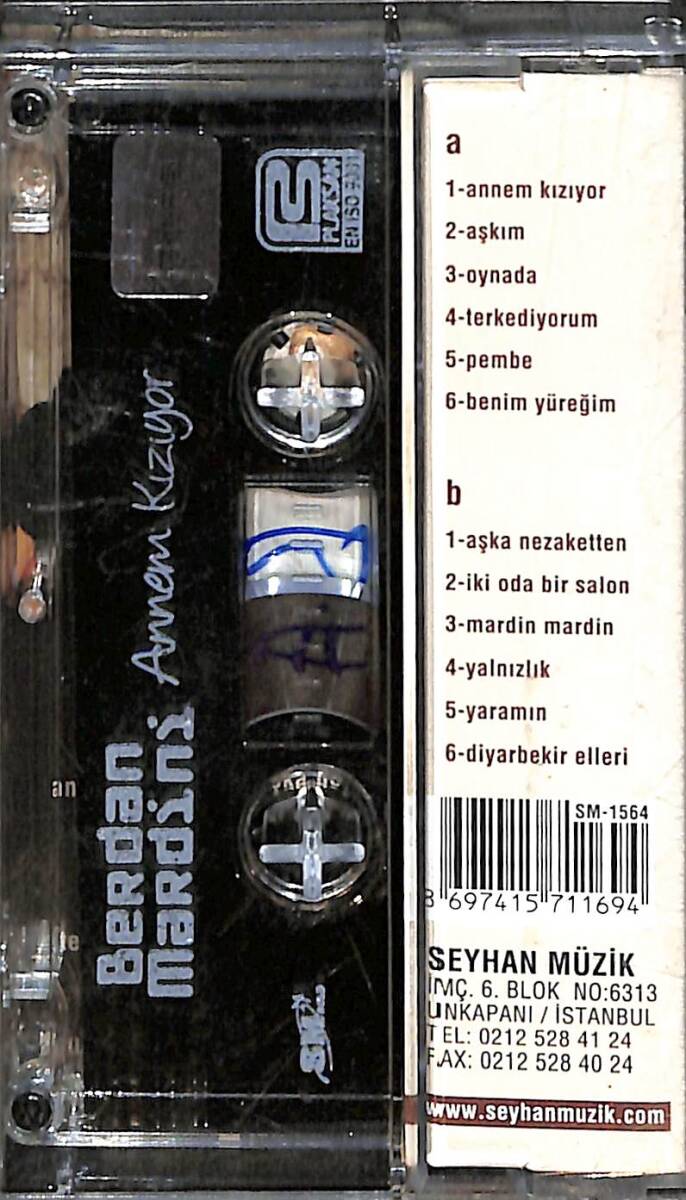 PLAKSAN
EN ISO 9001
Annem Kızıyor
Berdan
Mardini
an
te
a
1-annem kızıyor
2-aşkım
3-oynada
4-terkediyorum
5-pembe
6-benim yüreğim
b
1-aşka nezaketten
2-iki oda bir salon
3-mardin mardin
4-yalnızlık
5-yaramın
6-diyarbekir elleri
SM-1564
8 697415 711694
SEYHAN MÜZİK
İMÇ. 6. BLOK NO:6313
UNKAPANI / İSTANBUL
TEL: 0212 528 41 24
FAX: 0212 528 40 24
www.seyhanmuzik.com